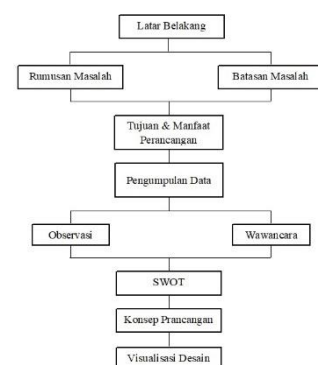 Latar Belakang
Rumusan Masalah
Batasan Masalah
Tujuan & Manfaat
Perancangan
Pengumpulan Data
Observasi
Wawancara
SWOT
Konsep Prancangan
Visualisasi Desain